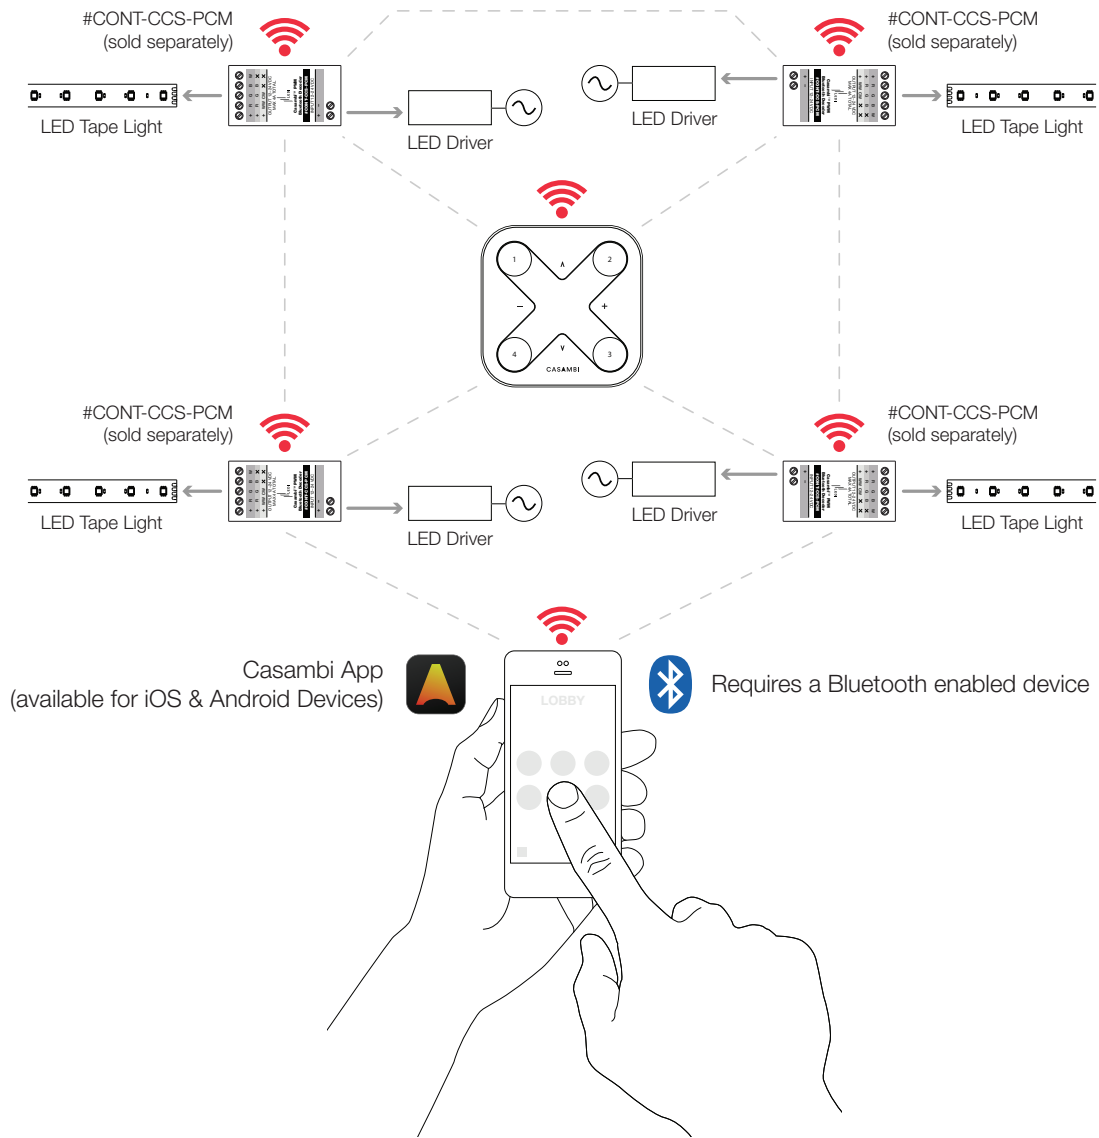 #CONT-CCS-PCM
(sold separately)
#CONT-CCS-PCM
(sold separately)
LED Tape Light
LED Driver
LED Driver
LED Tape Light
1
2
3
4
CASAMBI
#CONT-CCS-PCM
(sold separately)
#CONT-CCS-PCM
(sold separately)
LED Tape Light
LED Driver
LED Driver
LED Tape Light
Casambi App
(available for iOS & Android Devices)
Requires a Bluetooth enabled device
LOBBY